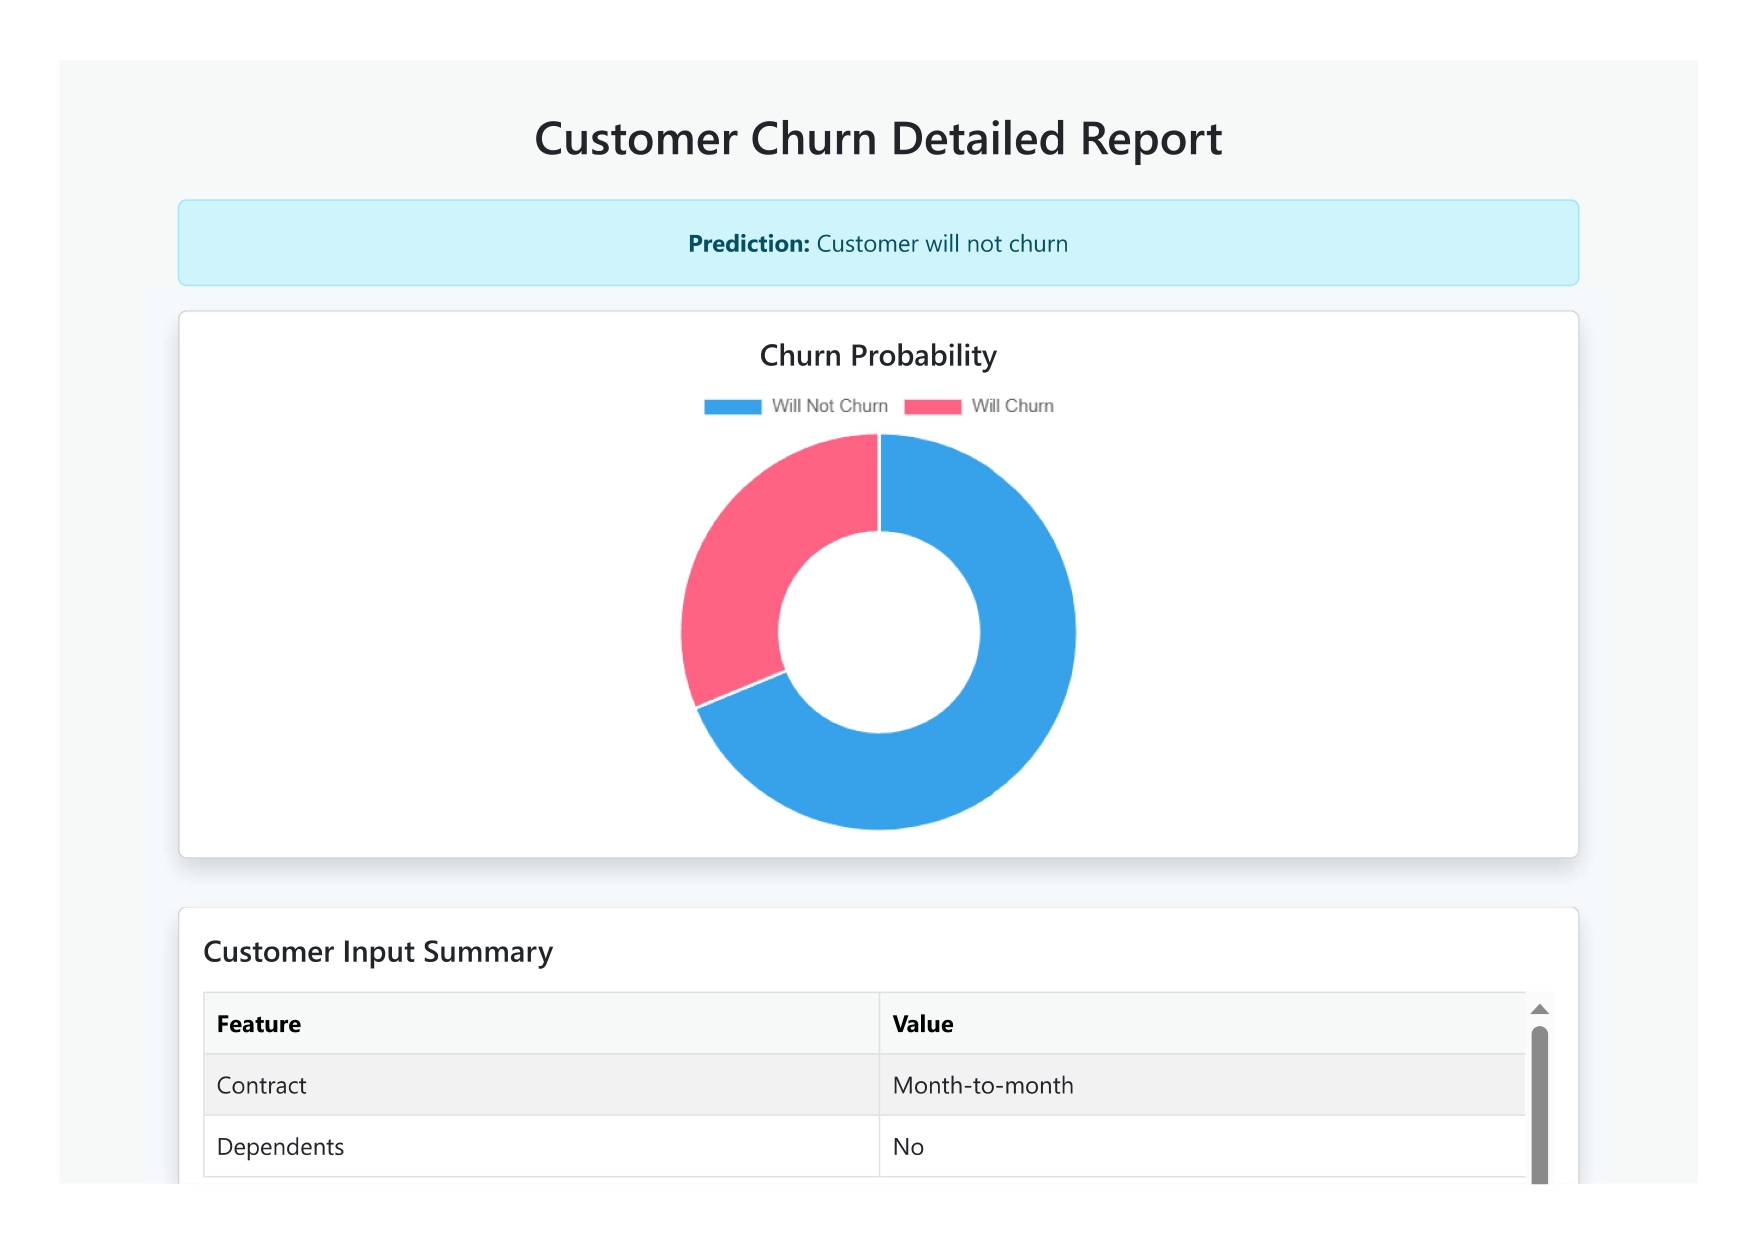 Customer Churn Detailed Report
Prediction: Customer will not churn
Churn Probability
Will Not Churn Will Churn
Customer Input Summary
Feature Value
Contract Month-to-month
Dependents No